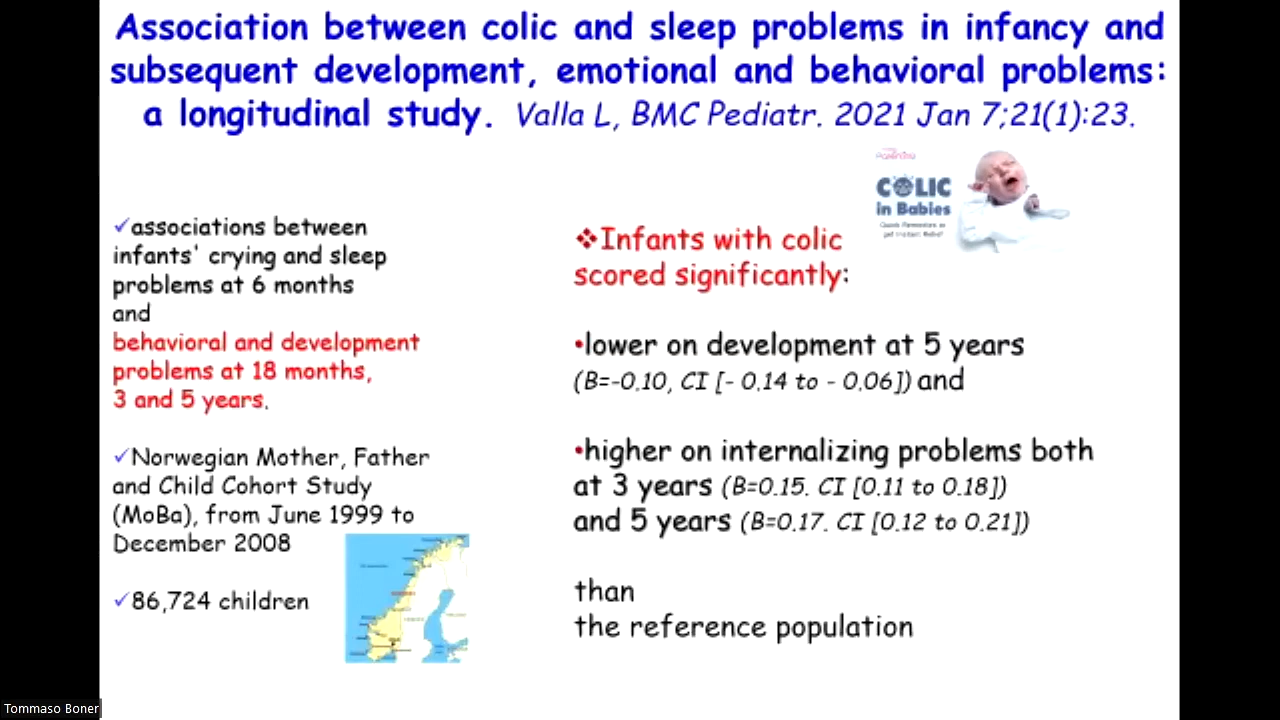 Association between colic and sleep problems in infancy and
subsequent development, emotional and behavioral problems:
a longitudinal study. Valla L, BMC Pediatr. 2021 Jan 7;21(1):23.
✓associations between
infants' crying and sleep
problems at 6 months
and
behavioral and development
problems at 18 months,
3 and 5 years.
✓Norwegian Mother, Father
and Child Cohort Study
(MoBa), from June 1999 to
December 2008
✓86,724 children
COLIC
in Babies
❖Infants with colic
scored significantly:
•lower on development at 5 years
(B=-0.10, CI [- 0.14 to - 0.06]) and
•higher on internalizing problems both
at 3 years (B=0.15. CI [0.11 to 0.18])
and 5 years (B=0.17. CI [0.12 to 0.21])
than
the reference population
Tommaso Boner